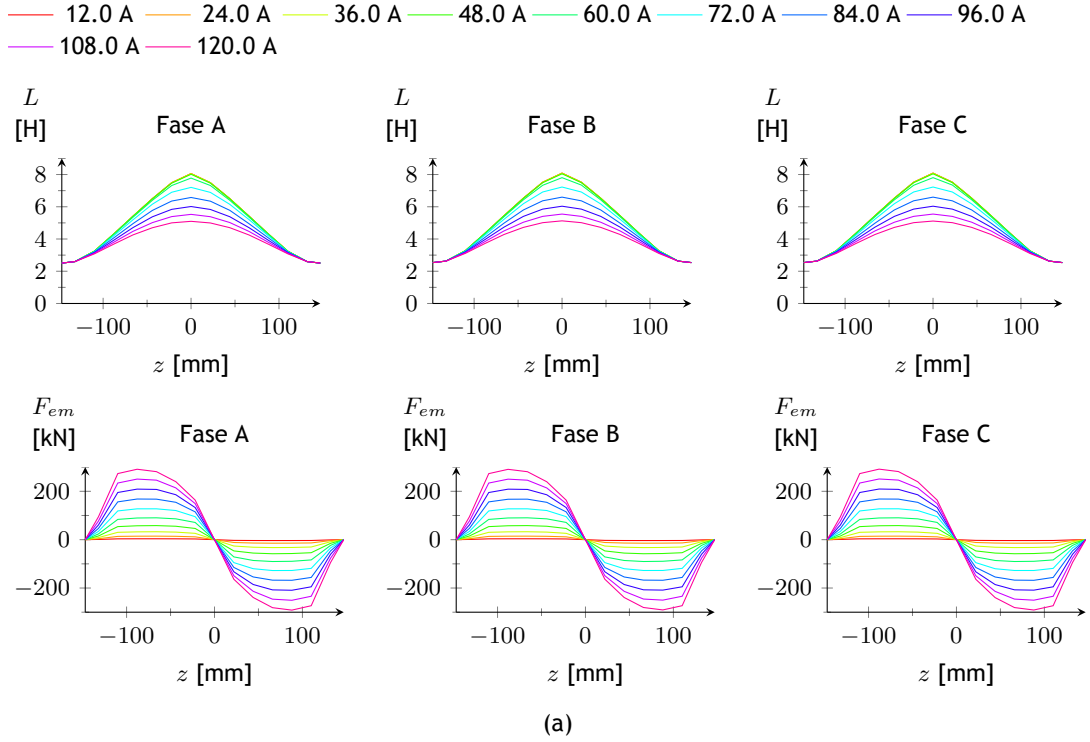 12.0 A 24.0 A 36.0 A 48.0 A 60.0 A 72.0 A 84.0 A 96.0 A
108.0 A 120.0 A
L
[H]
Fase A
8
6
4
2
0
−100 0 100
z [mm]
L
[H]
Fase B
8
6
4
2
0
−100 0 100
z [mm]
L
[H]
Fase C
8
6
4
2
0
−100 0 100
z [mm]
F_em
[kN]
Fase A
200
0
−200
−100 0 100
z [mm]
F_em
[kN]
Fase B
200
0
−200
−100 0 100
z [mm]
F_em
[kN]
Fase C
200
0
−200
−100 0 100
z [mm]
(a)